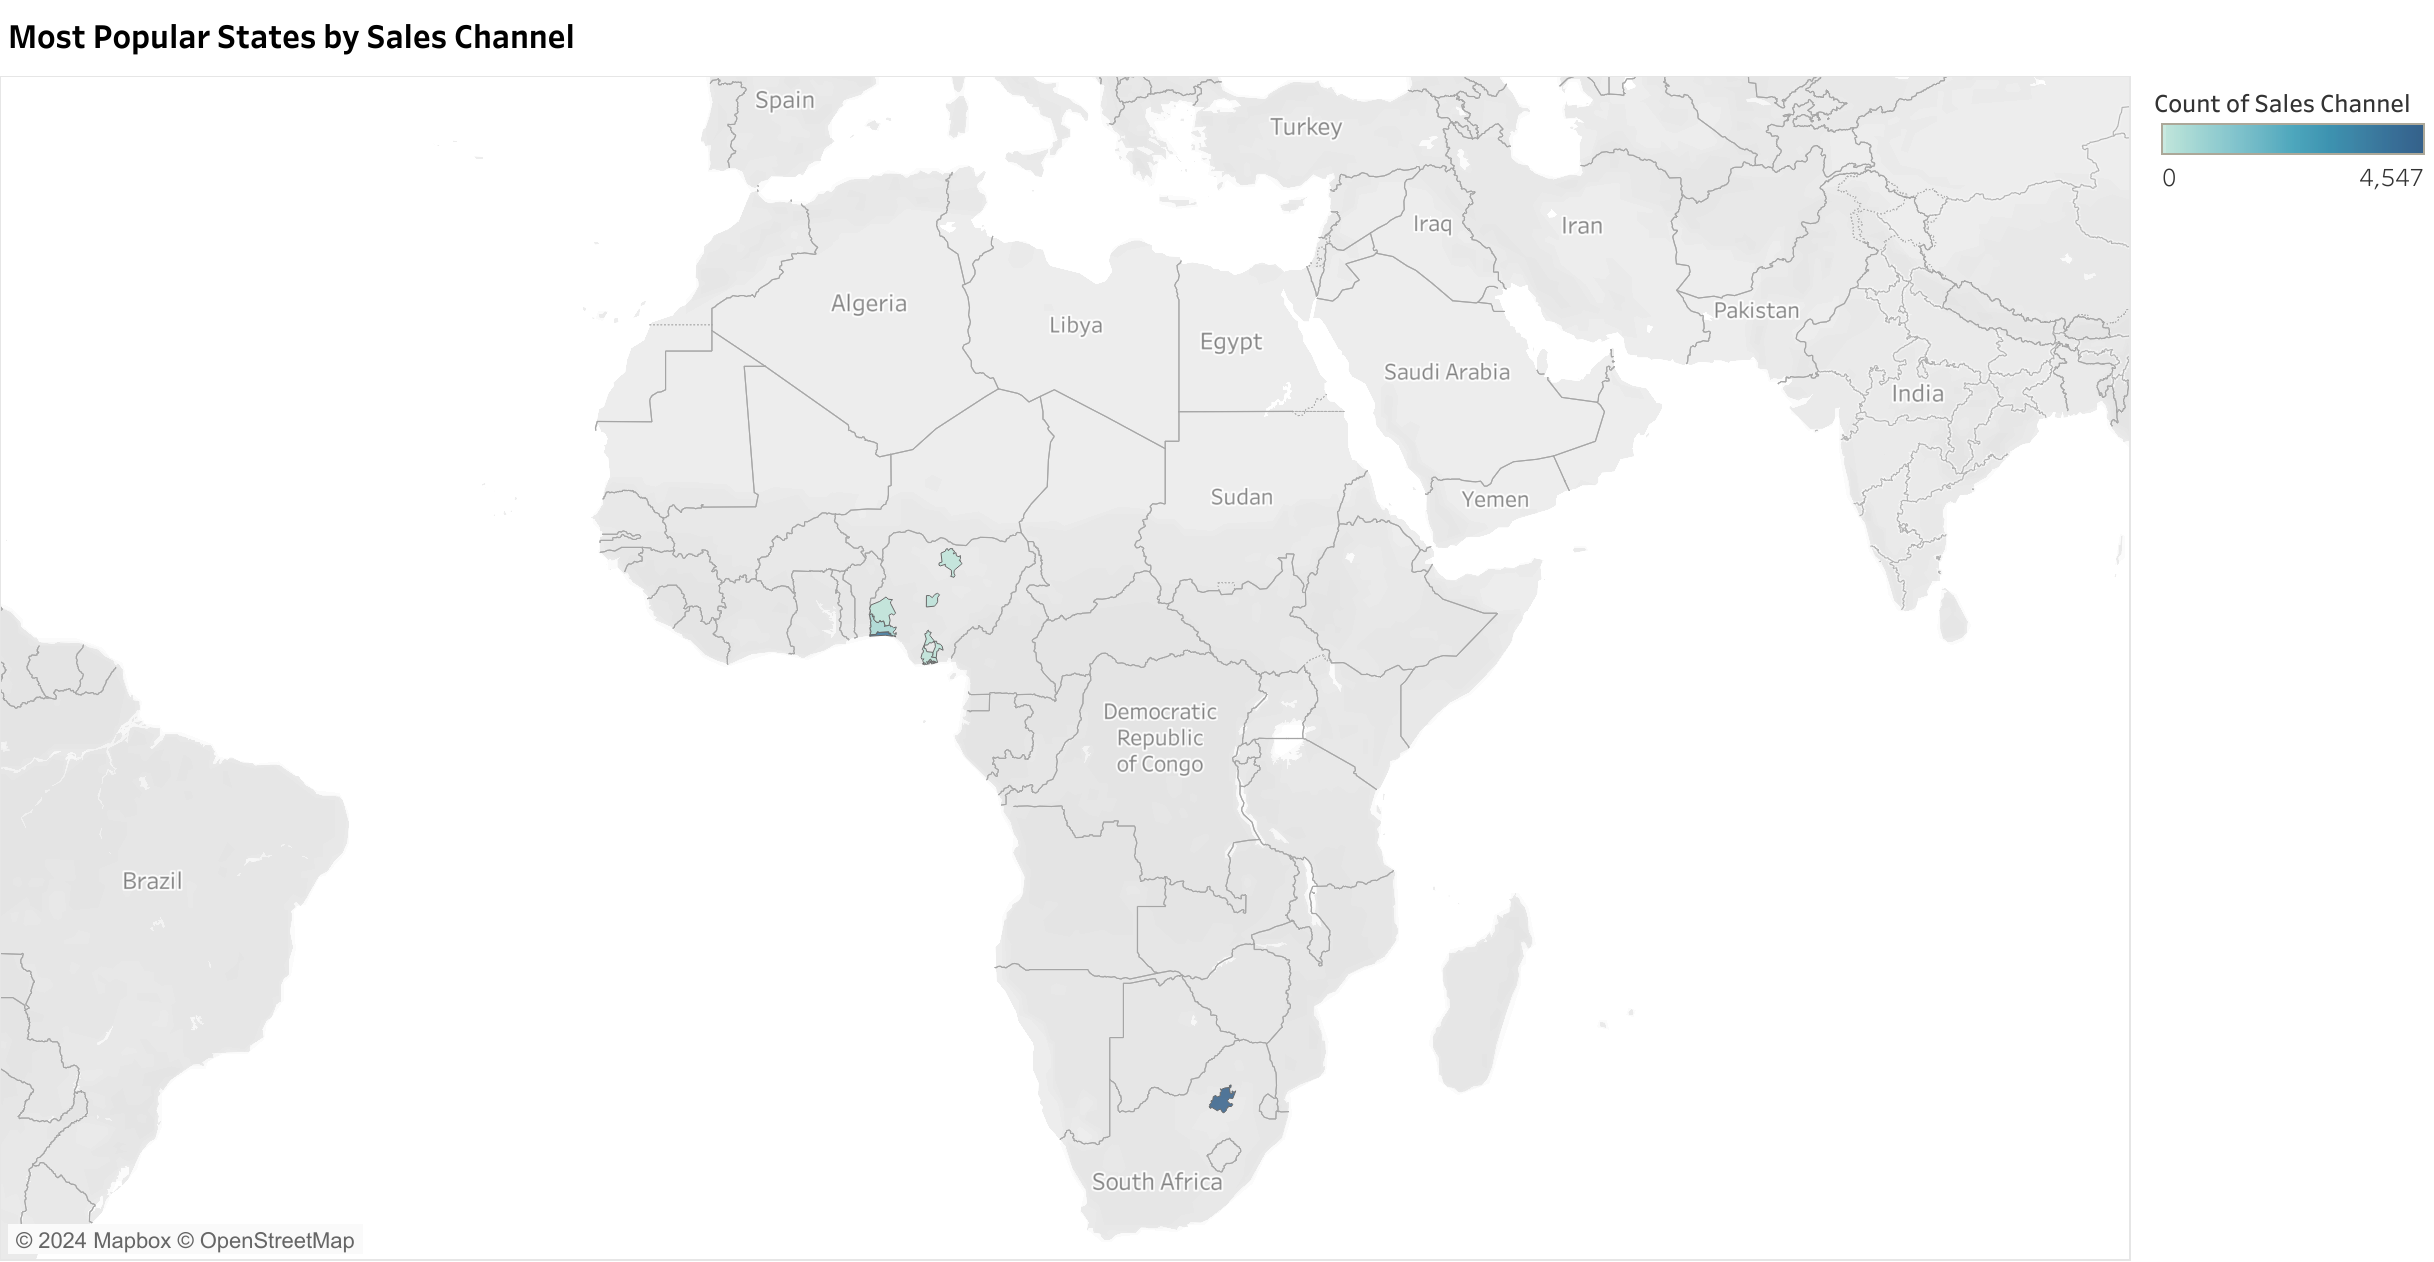 Most Popular States by Sales Channel
Count of Sales Channel
0 4,547
Spain
Turkey
Iraq
Iran
Algeria
Libya
Egypt
Pakistan
Saudi Arabia
India
Sudan
Yemen
Democratic
Republic
of Congo
Brazil
South Africa
© 2024 Mapbox © OpenStreetMap